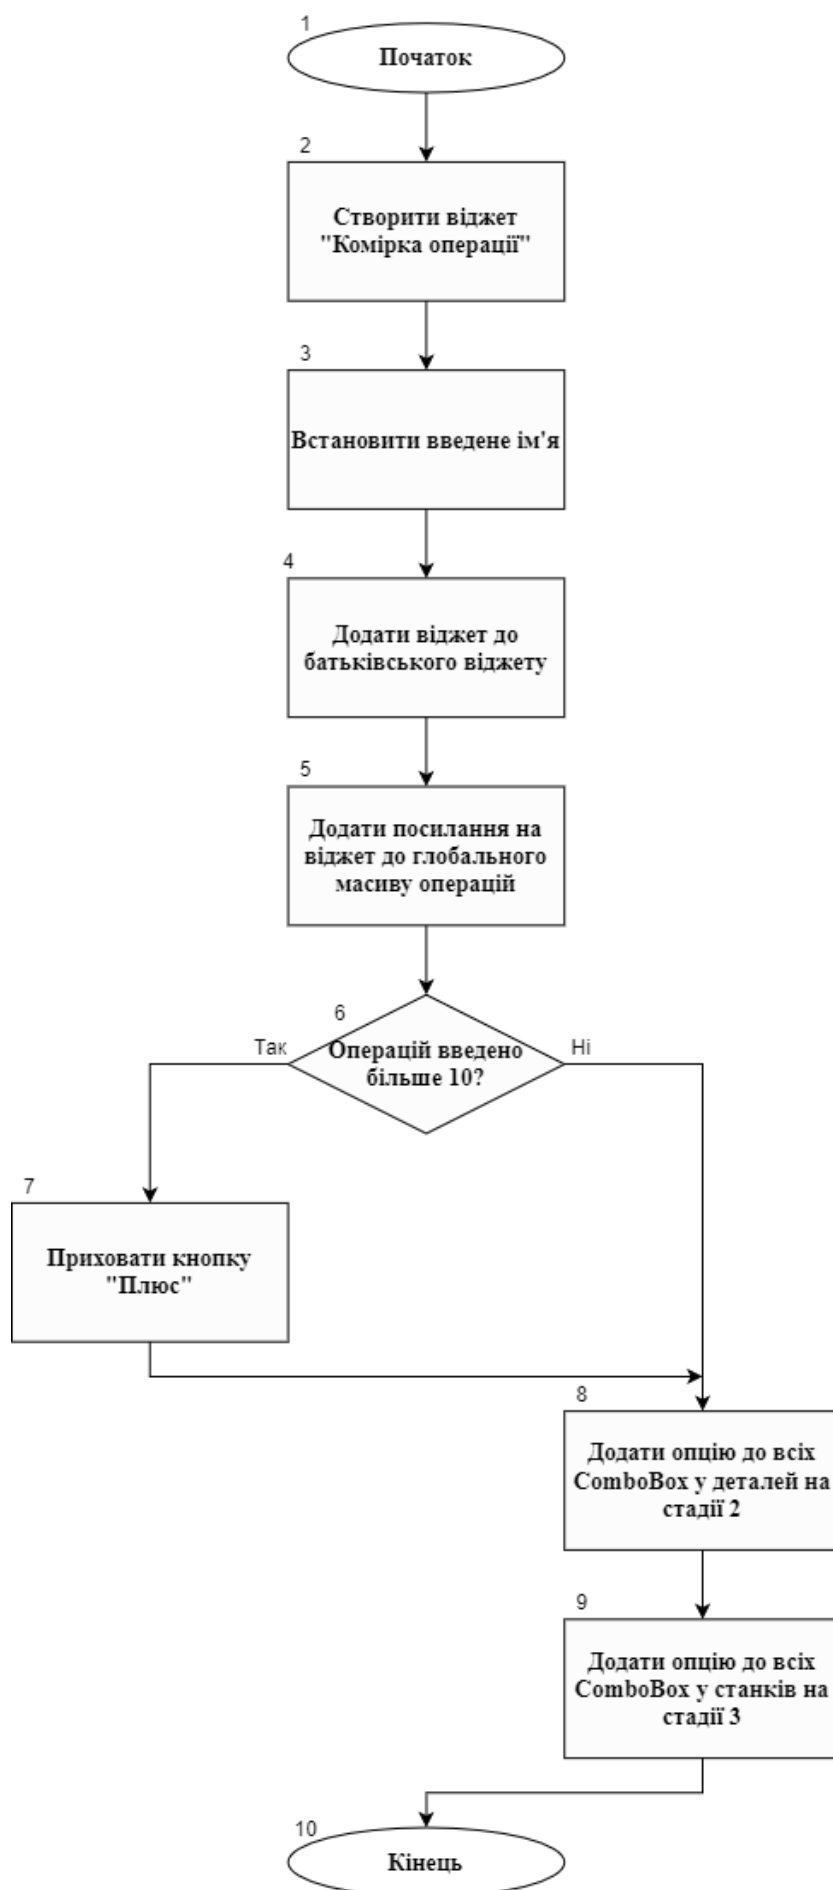 1
Початок
2
Створити віджет
"Комірка операції"
3
Встановити введене ім'я
4
Додати віджет до
батьківського віджету
5
Додати посилання на
віджет до глобального
масиву операцій
6
Так
Операцій введено
більше 10?
Ні
7
Приховати кнопку
"Плюс"
8
Додати опцію до всіх
ComboBox у деталей на
стадії 2
9
Додати опцію до всіх
ComboBox у станків на
стадії 3
10
Кінець